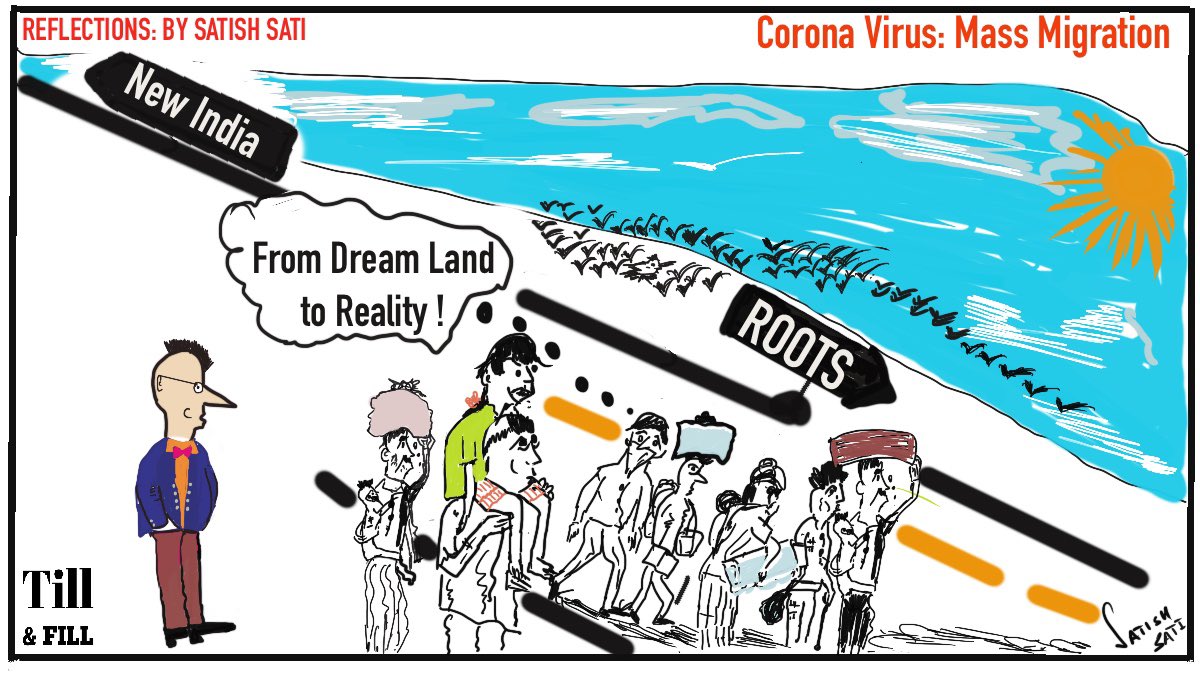 REFLECTIONS: BY SATISH SATI
Corona Virus: Mass Migration
New India
From Dream Land
to Reality !
ROOTS
Till
& FILL
SATISH
SATI